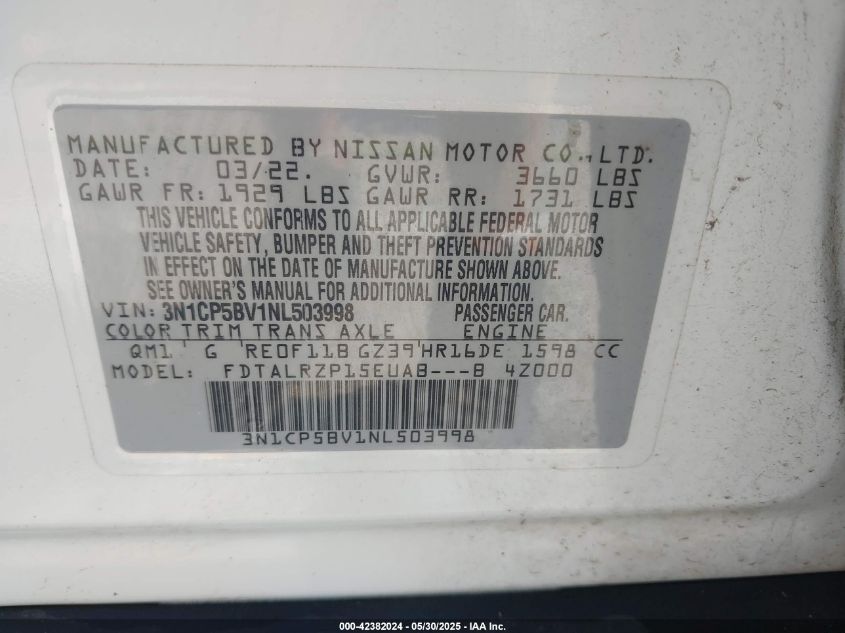 MANUFACTURED BY NISSAN MOTOR CO., LTD.
DATE: 03/22. GVWR: 3660 LBS
GAWR FR: 1929 LBS GAWR RR: 1731 LBS
THIS VEHICLE CONFORMS TO ALL APPLICABLE FEDERAL MOTOR
VEHICLE SAFETY, BUMPER AND THEFT PREVENTION STANDARDS
IN EFFECT ON THE DATE OF MANUFACTURE SHOWN ABOVE.
SEE OWNER'S MANUAL FOR ADDITIONAL INFORMATION.
VIN: 3N1CP5BV1NL503998 PASSENGER CAR.
COLOR TRIM TRANS AXLE ENGINE
QM1 G RE0F11B GZ39 HR16DE 1598 CC
MODEL: FDTALRZP15EUAB---B 4Z000
3N1CP5BV1NL503998
000-42382024 — 05/30/2025 — IAA Inc.